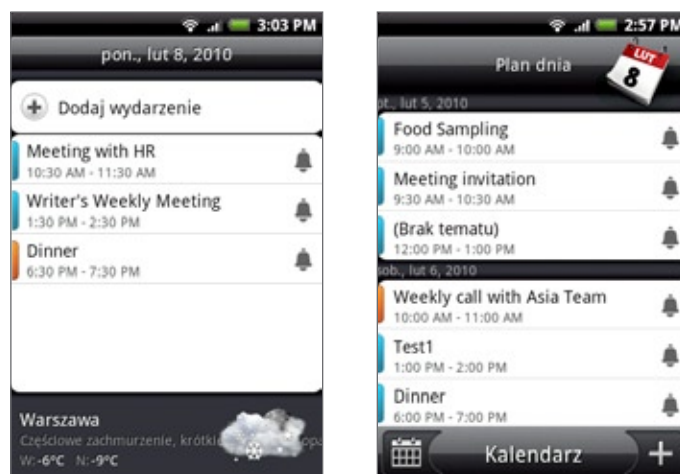 3:03 PM
pon., lut 8, 2010
Dodaj wydarzenie
Meeting with HR
10:30 AM - 11:30 AM
Writer's Weekly Meeting
1:30 PM - 2:30 PM
Dinner
6:30 PM - 7:30 PM
Warszawa
Częściowe zachmurzenie, krótkie opa
W:-6°C N:-9°C
2:57 PM
Plan dnia
LUT
8
pt., lut 5, 2010
Food Sampling
9:00 AM - 10:00 AM
Meeting invitation
9:30 AM - 10:30 AM
(Brak tematu)
12:00 PM - 1:00 PM
sob., lut 6, 2010
Weekly call with Asia Team
10:00 AM - 11:00 AM
Test1
1:00 PM - 2:00 PM
Dinner
6:00 PM - 7:00 PM
Kalendarz